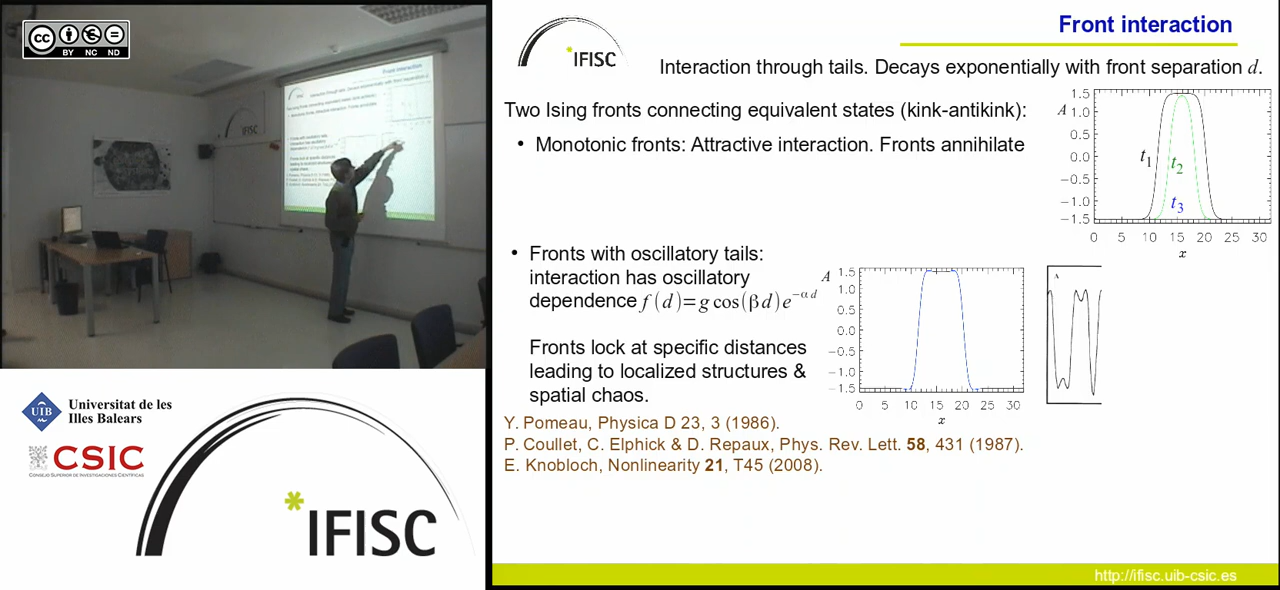 cc
BY NC ND
UIB
Universitat de les
Illes Balears
CSIC
CONSEJO SUPERIOR DE INVESTIGACIONES CIENTÍFICAS
*IFISC
*IFISC
Front interaction
Interaction through tails. Decays exponentially with front separation d.
Two Ising fronts connecting equivalent states (kink-antikink):
• Monotonic fronts: Attractive interaction. Fronts annihilate
A
1.5
1.0
0.5
0.0
−0.5
−1.0
−1.5
t1
t2
t3
0 5 10 15 20 25 30
x
• Fronts with oscillatory tails:
interaction has oscillatory
dependence f(d)=g cos(βd)e^−αd
Fronts lock at specific distances
leading to localized structures &
spatial chaos.
A
1.5
1.0
0.5
0.0
−0.5
−1.0
−1.5
0 5 10 15 20 25 30
x
A
Y. Pomeau, Physica D 23, 3 (1986).
P. Coullet, C. Elphick & D. Repaux, Phys. Rev. Lett. 58, 431 (1987).
E. Knobloch, Nonlinearity 21, T45 (2008).
http://ifisc.uib-csic.es